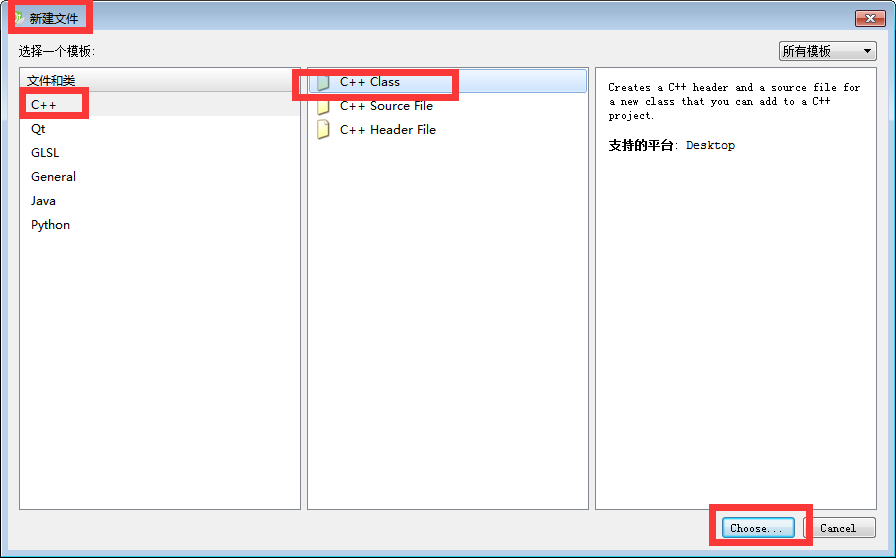 新建文件
选择一个模板:
所有模板
文件和类
C++
Qt
GLSL
General
Java
Python
C++ Class
C++ Source File
C++ Header File
Creates a C++ header and a source file for
a new class that you can add to a C++
project.
支持的平台: Desktop
Choose...
Cancel